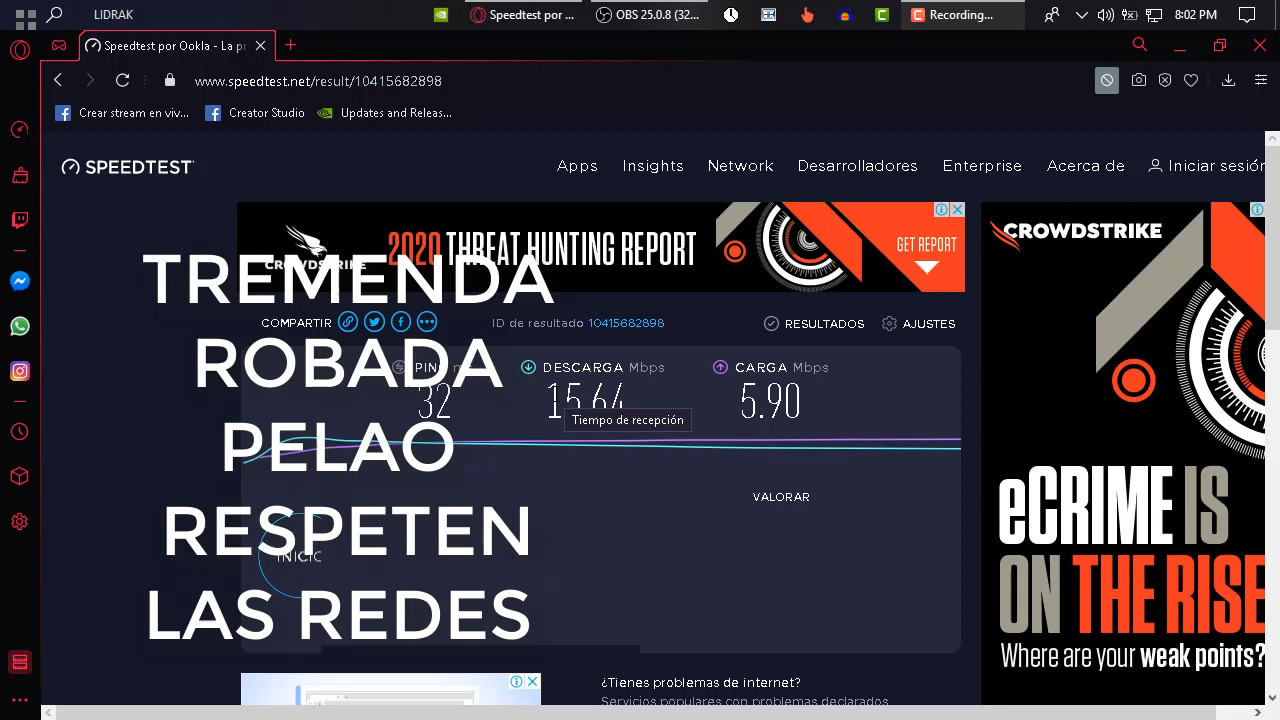 LIDRAK
Speedtest por ...
OBS 25.0.8 (32...
Recording...
8:02 PM
Speedtest por Ookla - La pr
www.speedtest.net/result/10415682898
Crear stream en viv...
Creator Studio
Updates and Releas...
SPEEDTEST
Apps
Insights
Network
Desarrolladores
Enterprise
Acerca de
Iniciar sesión
CROWDSTRIKE
2020 THREAT HUNTING REPORT
GET REPORT
CROWDSTRIKE
TREMENDA
ROBADA
PELAO
RESPETEN
LAS REDES
COMPARTIR
ID de resultado 10415682898
RESULTADOS
AJUSTES
PING ms
DESCARGA Mbps
CARGA Mbps
32
15.64
5.90
Tiempo de recepción
VALORAR
INICIC
eCRIME IS
ON THE RISE
Where are your weak points?
¿Tienes problemas de internet?
Servicios populares con problemas declarados